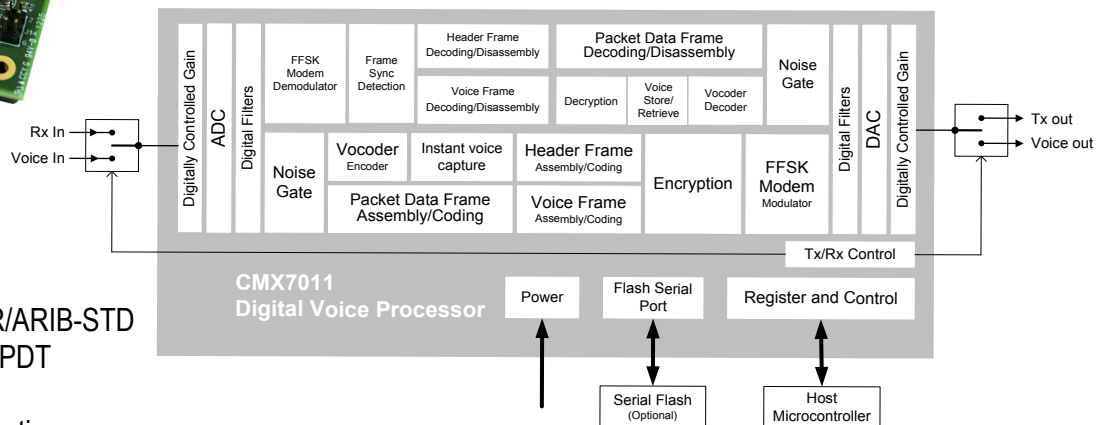 Rx In
Voice In
Digitally Controlled Gain
ADC
Digital Filters
FFSK
Modem
Demodulator
Frame
Sync
Detection
Header Frame
Decoding/Disassembly
Voice Frame
Decoding/Disassembly
Packet Data Frame
Decoding/Disassembly
Decryption
Voice
Store/
Retrieve
Vocoder
Decoder
Noise
Gate
Noise
Gate
Vocoder
Encoder
Instant voice
capture
Packet Data Frame
Assembly/Coding
Header Frame
Assembly/Coding
Voice Frame
Assembly/Coding
Encryption
FFSK
Modem
Modulator
Digital Filters
DAC
Digitally Controlled Gain
Tx out
Voice out
Tx/Rx Control
CMX7011
Digital Voice Processor
Power
Flash Serial
Port
Register and Control
Serial Flash
(Optional)
Host
Microcontroller
R/ARIB-STD
PDT